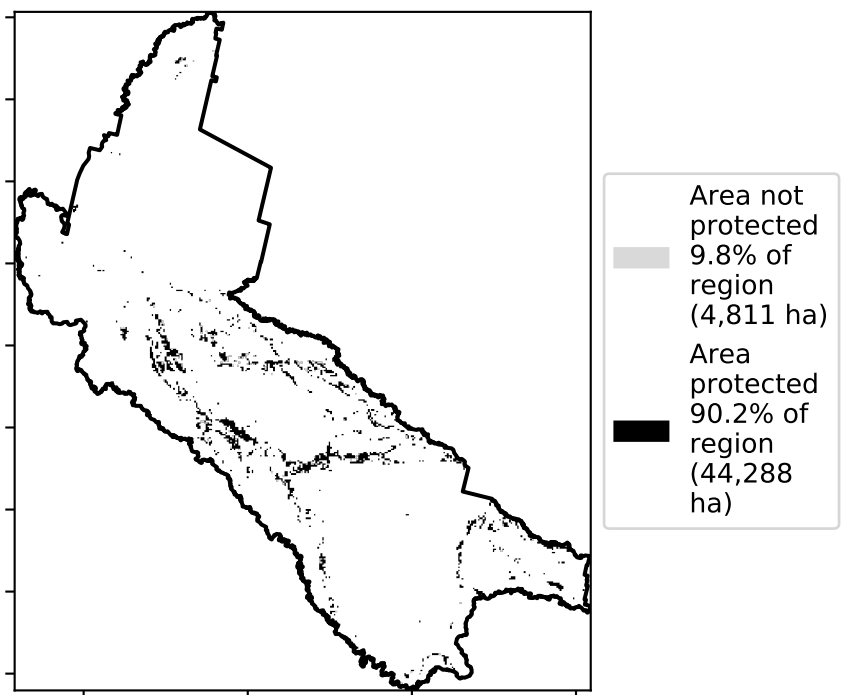 Area not
protected
9.8% of
region
(4,811 ha)
Area
protected
90.2% of
region
(44,288
ha)